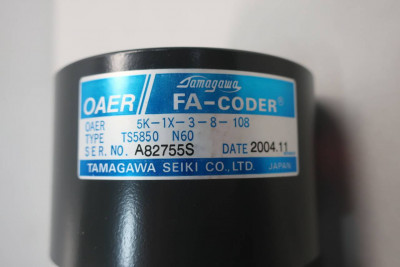 Tamagawa
OAER FA-CODER®
OAER 5K-1X-3-8-108
TYPE TS5850 N60
SER. NO. A82755S DATE 2004.11
TAMAGAWA SEIKI CO., LTD. JAPAN